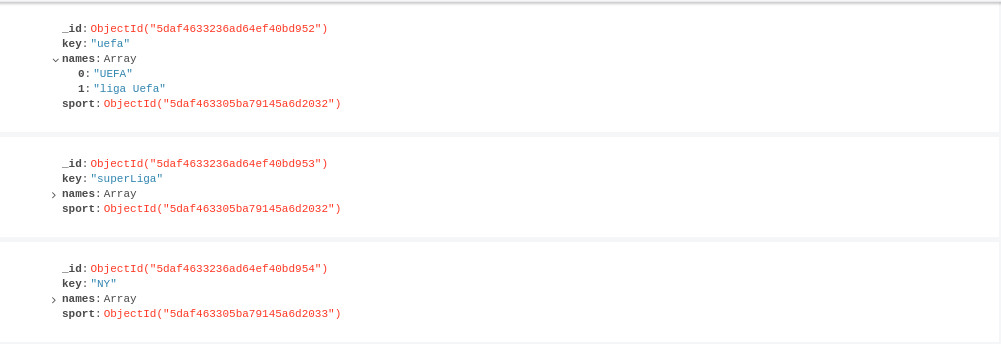 _id: ObjectId("5daf4633236ad64ef40bd952")
key: "uefa"
names: Array
0: "UEFA"
1: "liga Uefa"
sport: ObjectId("5daf463305ba79145a6d2032")
_id: ObjectId("5daf4633236ad64ef40bd953")
key: "superLiga"
names: Array
sport: ObjectId("5daf463305ba79145a6d2032")
_id: ObjectId("5daf4633236ad64ef40bd954")
key: "NY"
names: Array
sport: ObjectId("5daf463305ba79145a6d2033")